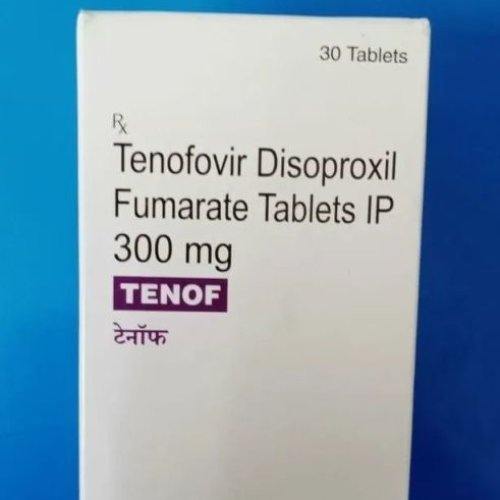 30 Tablets
Rx
Tenofovir Disoproxil
Fumarate Tablets IP
300 mg
TENOF
टेनॉफ